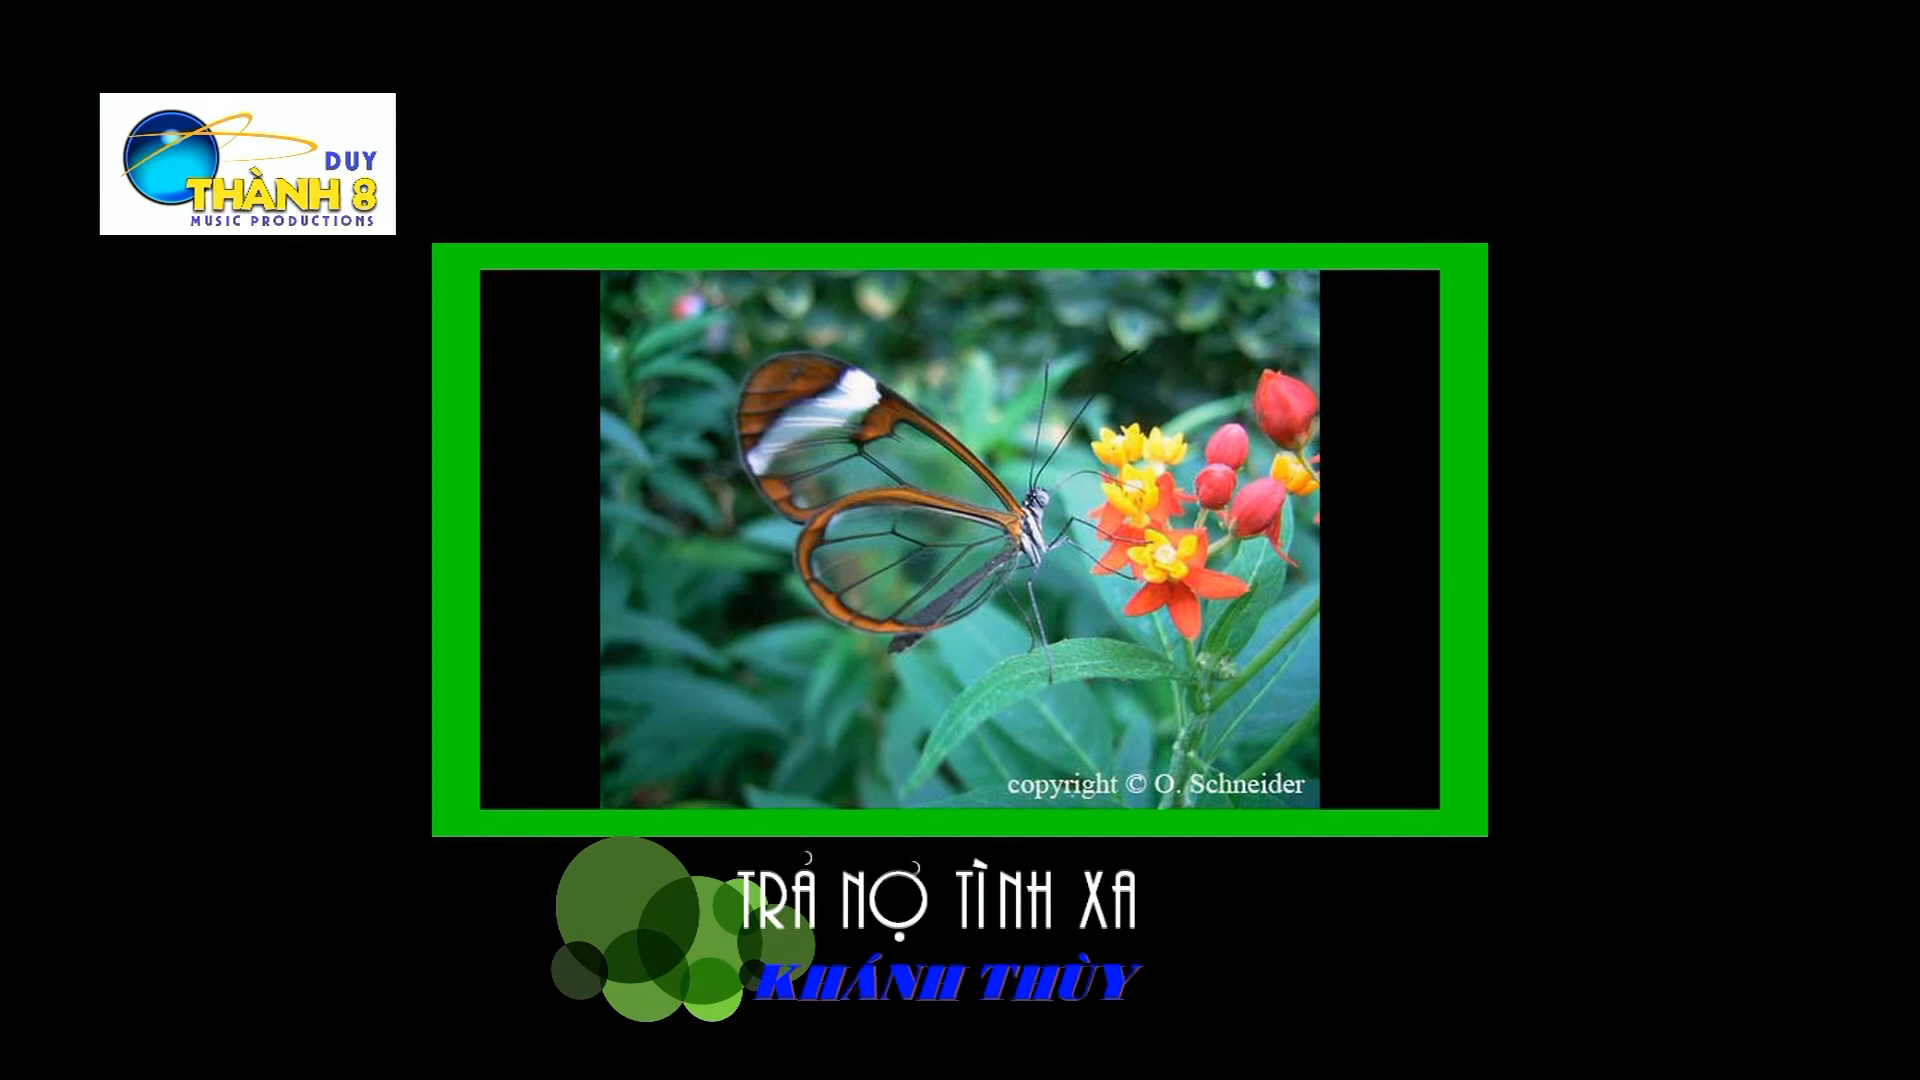 DUY
THÀNH 8
MUSIC PRODUCTIONS
copyright © O. Schneider
TRẢ NỢ TÌNH XA
KHÁNH THÙY